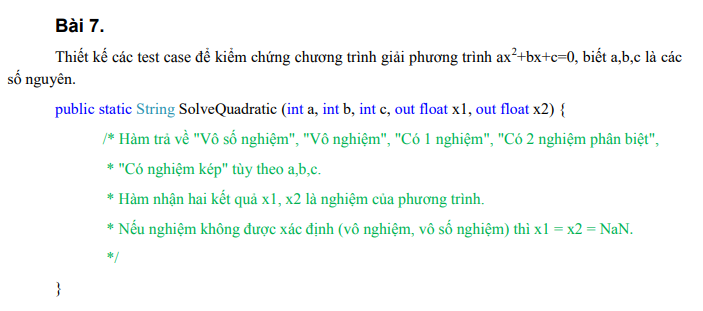 Bài 7.
Thiết kế các test case để kiểm chứng chương trình giải phương trình ax²+bx+c=0, biết a,b,c là các
số nguyên.
public static String SolveQuadratic (int a, int b, int c, out float x1, out float x2) {
/* Hàm trả về "Vô số nghiệm", "Vô nghiệm", "Có 1 nghiệm", "Có 2 nghiệm phân biệt",
* "Có nghiệm kép" tùy theo a,b,c.
* Hàm nhận hai kết quả x1, x2 là nghiệm của phương trình.
* Nếu nghiệm không được xác định (vô nghiệm, vô số nghiệm) thì x1 = x2 = NaN.
*/
}